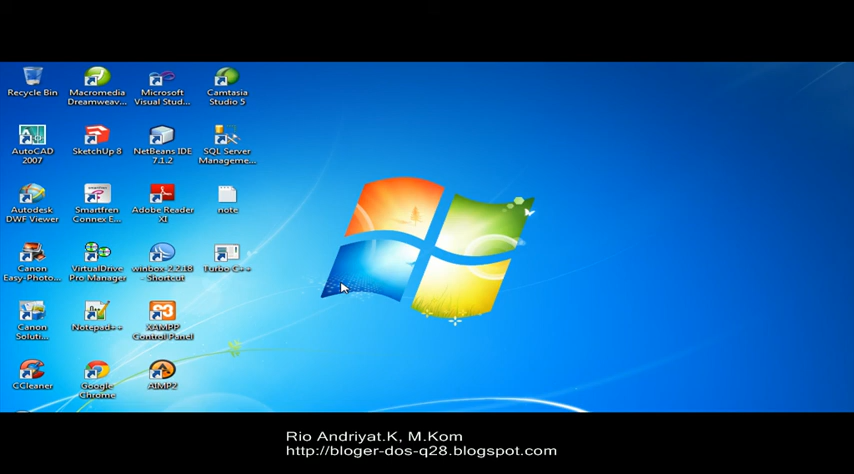 Recycle Bin
Macromedia
Dreamweav...
Microsoft
Visual Stud...
Camtasia
Studio 5
AutoCAD
2007
SketchUp 8
NetBeans IDE
7.1.2
SQL Server
Manageme...
Autodesk
DWF Viewer
Smartfren
Connex E...
Adobe Reader
XI
note
Canon
Easy-Photo...
VirtualDrive
Pro Manager
winbox-2.2.18
- Shortcut
Turbo C++
Canon
Soluti...
Notepad++
XAMPP
Control Panel
CCleaner
Google
Chrome
AIMP2
Rio Andriyat.K, M.Kom
http://bloger-dos-q28.blogspot.com